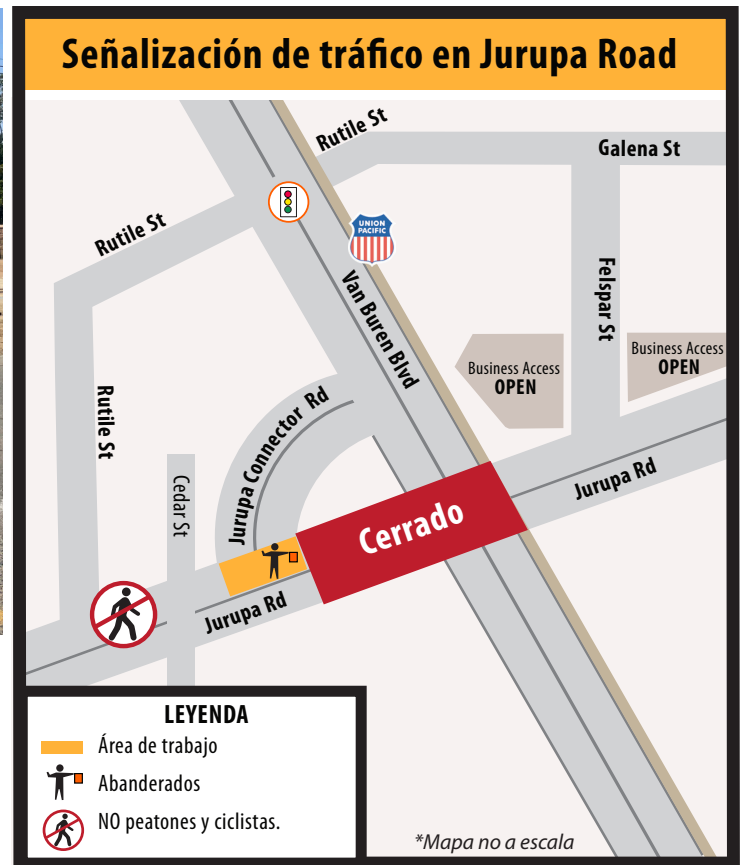 Señalización de tráfico en Jurupa Road
Rutile St
Galena St
Rutile St
UNION
PACIFIC
Van Buren Blvd
Felspar St
Business Access
OPEN
Business Access
OPEN
Rutile St
Jurupa Connector Rd
Cedar St
Jurupa Rd
Cerrado
Jurupa Rd
LEYENDA
Área de trabajo
Abanderados
NO peatones y ciclistas.
*Mapa no a escala